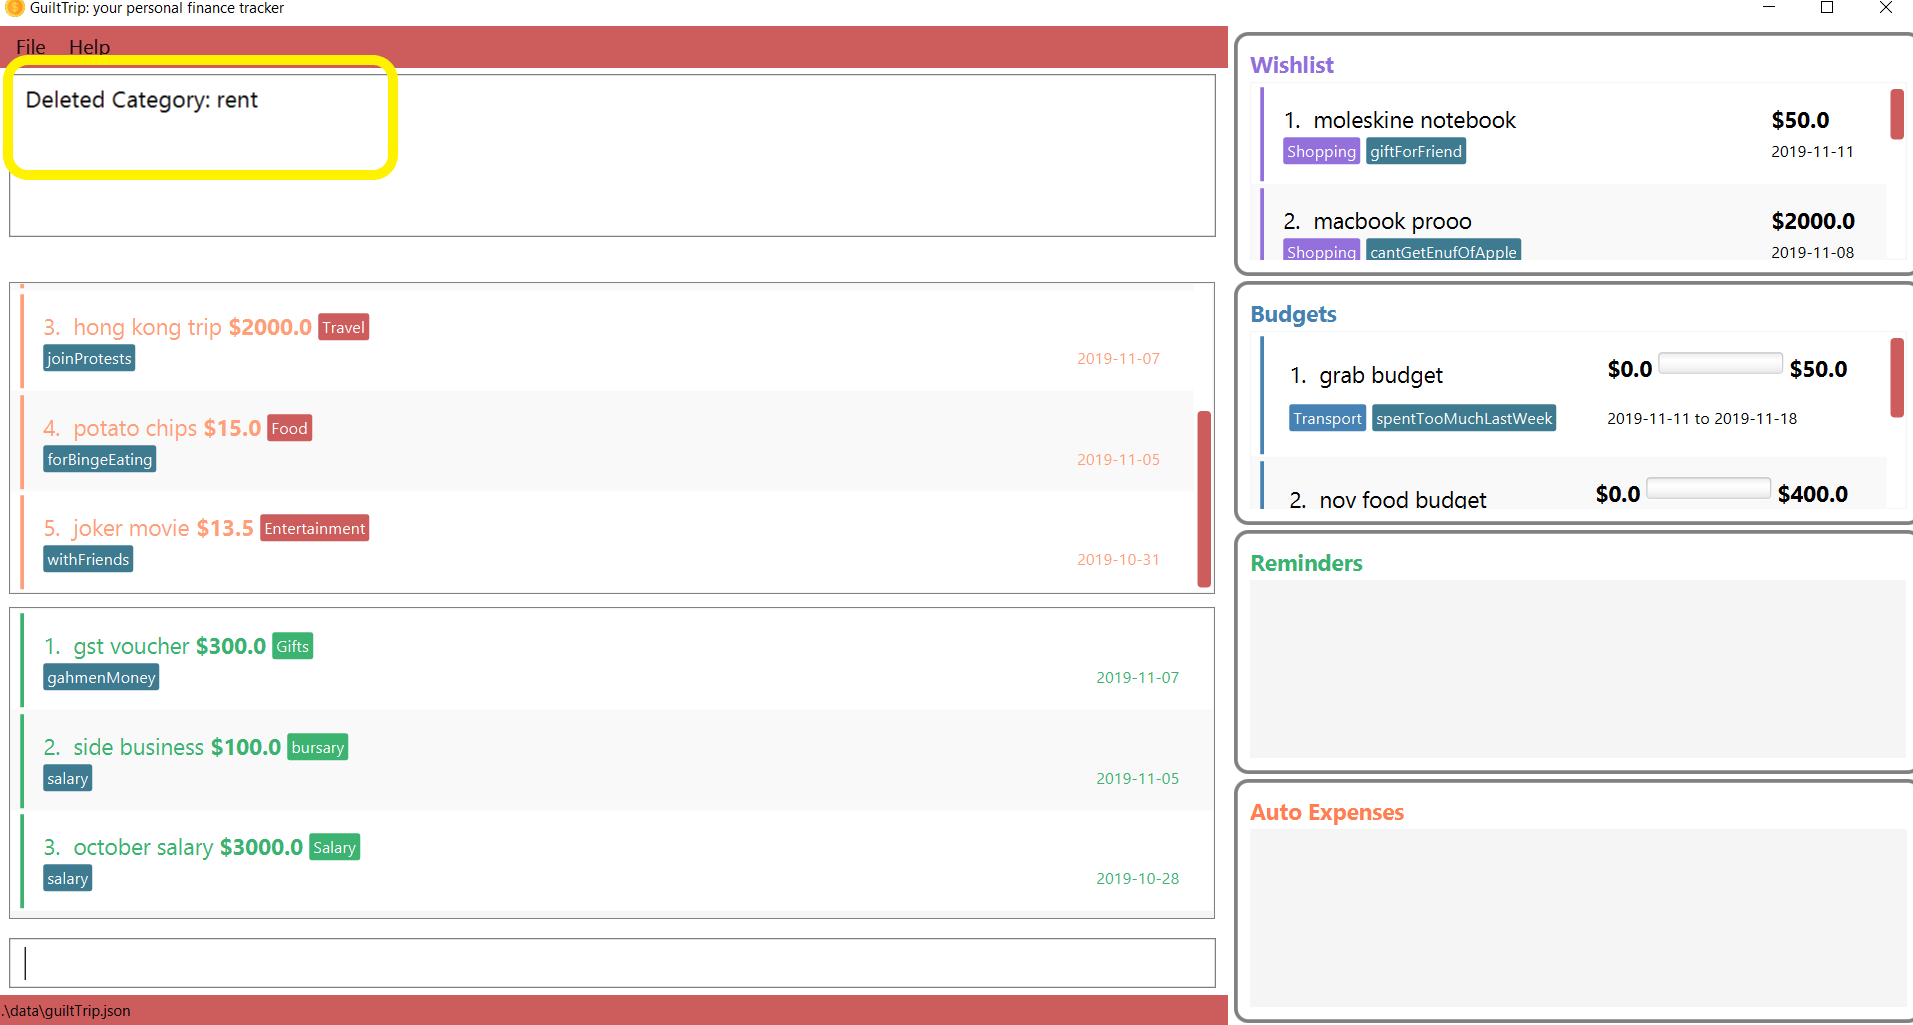 GuiltTrip: your personal finance tracker
File Help
Deleted Category: rent
3. hong kong trip $2000.0 Travel
joinProtests 2019-11-07
4. potato chips $15.0 Food
forBingeEating 2019-11-05
5. joker movie $13.5 Entertainment
withFriends 2019-10-31
1. gst voucher $300.0 Gifts
gahmenMoney 2019-11-07
2. side business $100.0 bursary
salary 2019-11-05
3. october salary $3000.0 Salary
salary 2019-10-28
.\data\guiltTrip.json
Wishlist
1. moleskine notebook $50.0
Shopping giftForFriend 2019-11-11
2. macbook prooo $2000.0
Shopping cantGetEnufOfApple 2019-11-08
Budgets
1. grab budget $0.0 $50.0
Transport spentTooMuchLastWeek 2019-11-11 to 2019-11-18
2. nov food budget $0.0 $400.0
Reminders
Auto Expenses